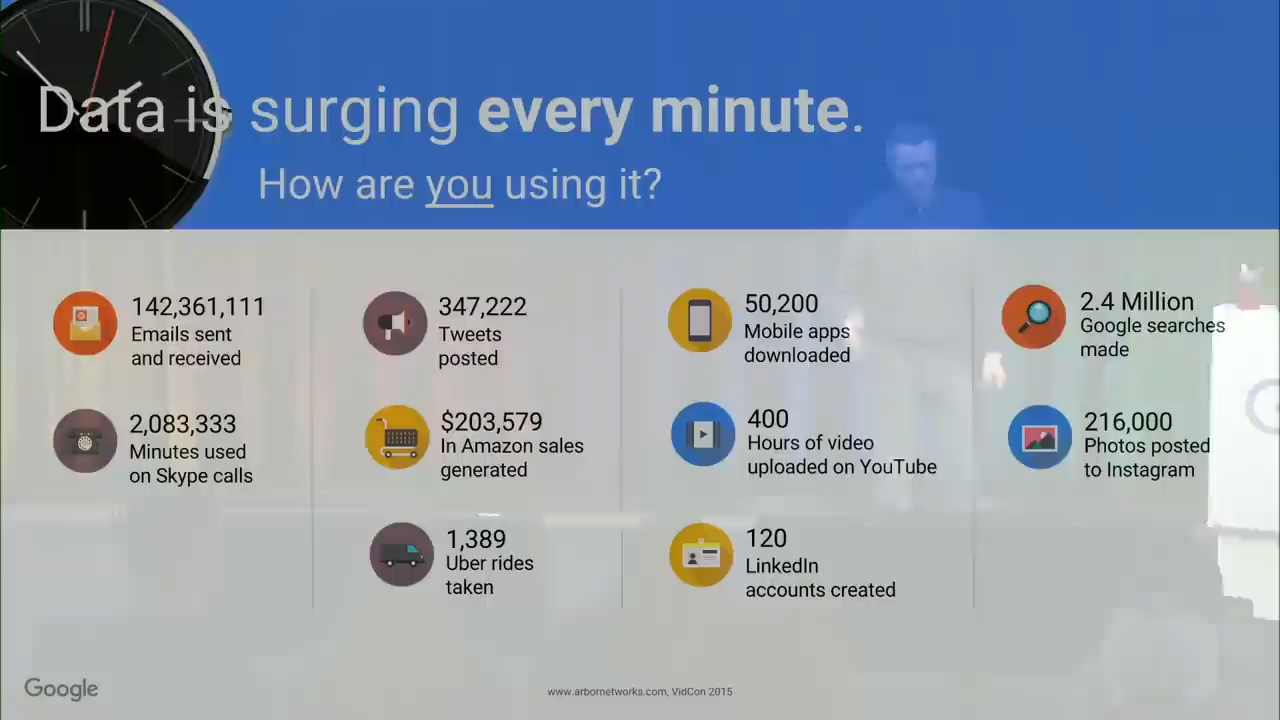 Data is surging every minute.
How are you using it?
142,361,111
Emails sent
and received
2,083,333
Minutes used
on Skype calls
347,222
Tweets
posted
$203,579
In Amazon sales
generated
1,389
Uber rides
taken
50,200
Mobile apps
downloaded
400
Hours of video
uploaded on YouTube
120
LinkedIn
accounts created
2.4 Million
Google searches
made
216,000
Photos posted
to Instagram
Google
www.arbornetworks.com, VidCon 2015